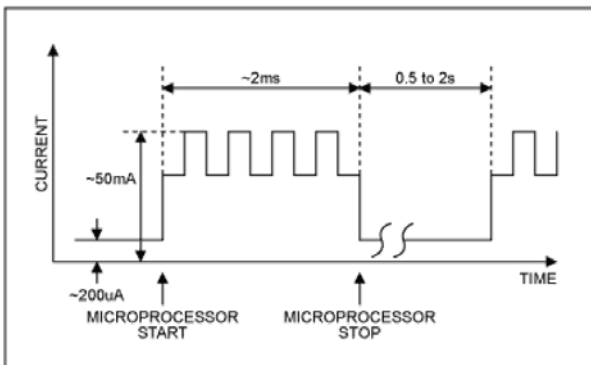 ~2ms
0.5 to 2s
CURRENT
~50mA
TIME
~200uA
MICROPROCESSOR
START
MICROPROCESSOR
STOP